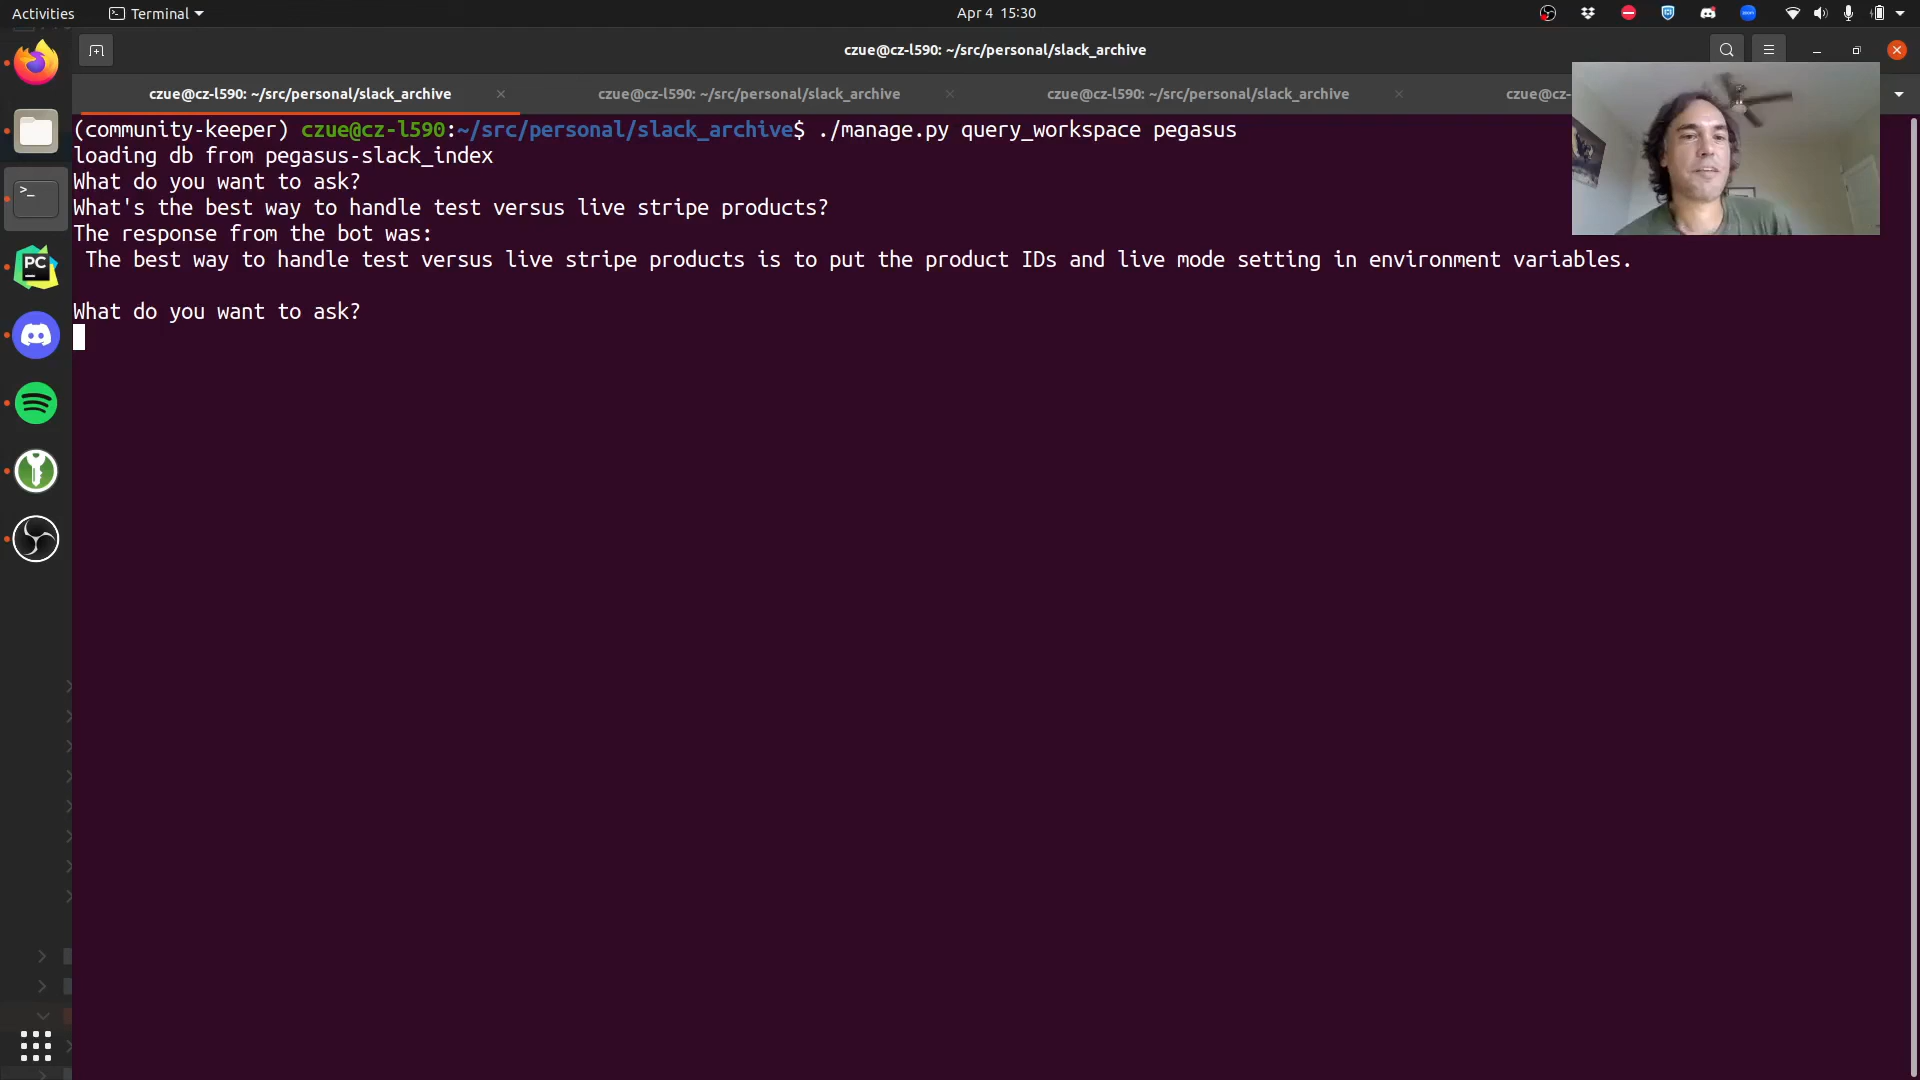 Activities
Terminal
Apr 4 15:30
czue@cz-l590: ~/src/personal/slack_archive
czue@cz-l590: ~/src/personal/slack_archive
czue@cz-l590: ~/src/personal/slack_archive
czue@cz-l590: ~/src/personal/slack_archive
czue@cz-
(community-keeper) czue@cz-l590:~/src/personal/slack_archive$ ./manage.py query_workspace pegasus
loading db from pegasus-slack_index
What do you want to ask?
What's the best way to handle test versus live stripe products?
The response from the bot was:
The best way to handle test versus live stripe products is to put the product IDs and live mode setting in environment variables.
What do you want to ask?
PC
zoom